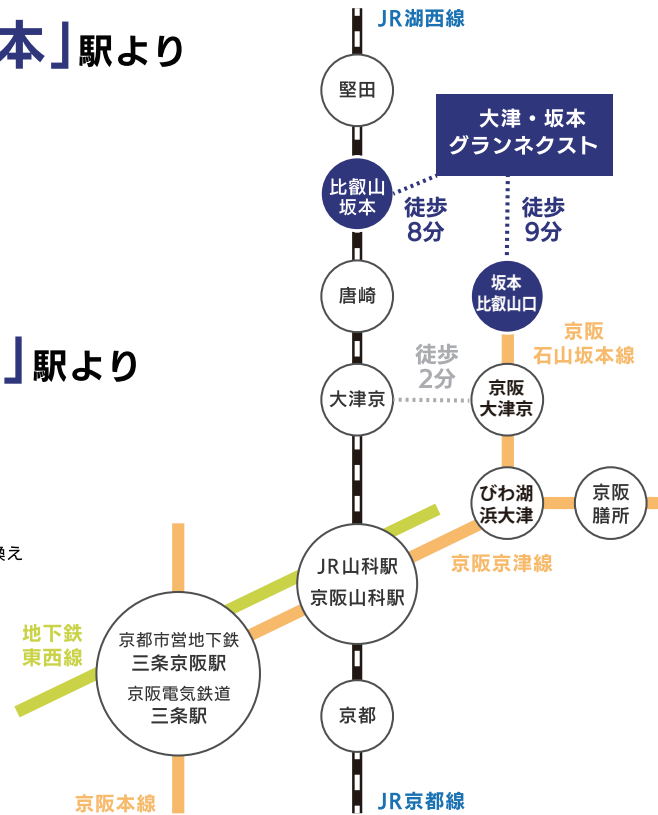 本」駅より
JR湖西線
堅田
大津・坂本
グランネクスト
比叡山
坂本
徒歩
8分
徒歩
9分
唐崎
坂本
比叡山口
」駅より
京阪
石山坂本線
徒歩
2分
大津京
京阪
大津京
びわ湖
浜大津
京阪
膳所
換え
JR山科駅
京阪山科駅
京阪京津線
地下鉄
東西線
京都市営地下鉄
三条京阪駅
京阪電気鉄道
三条駅
京都
京阪本線
JR京都線